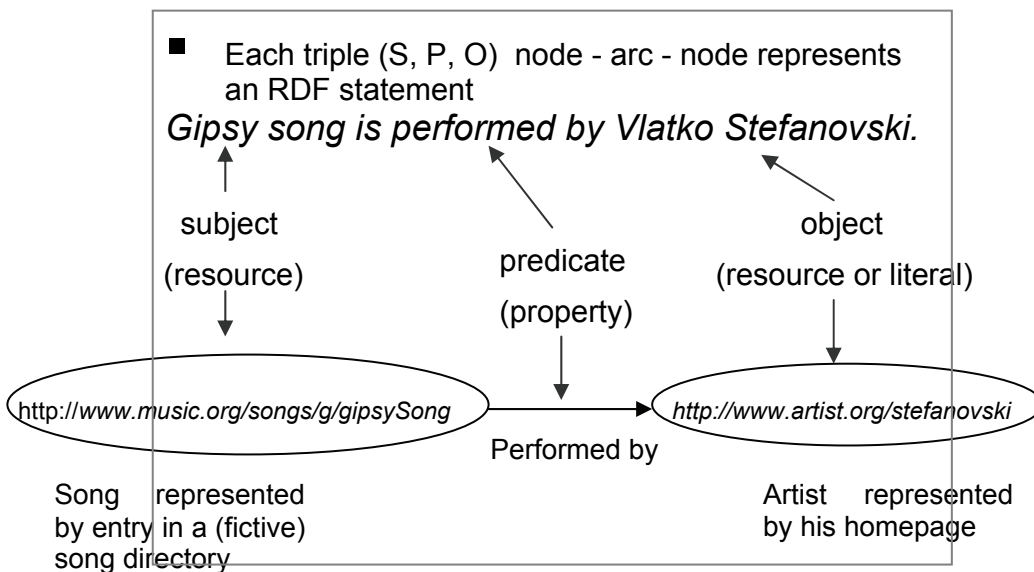 ■ Each triple (S, P, O) node - arc - node represents
an RDF statement
Gipsy song is performed by Vlatko Stefanovski.
subject
(resource)
predicate
(property)
object
(resource or literal)
http://www.music.org/songs/g/gipsySong
Performed by
http://www.artist.org/stefanovski
Song represented
by entry in a (fictive)
song directory
Artist represented
by his homepage